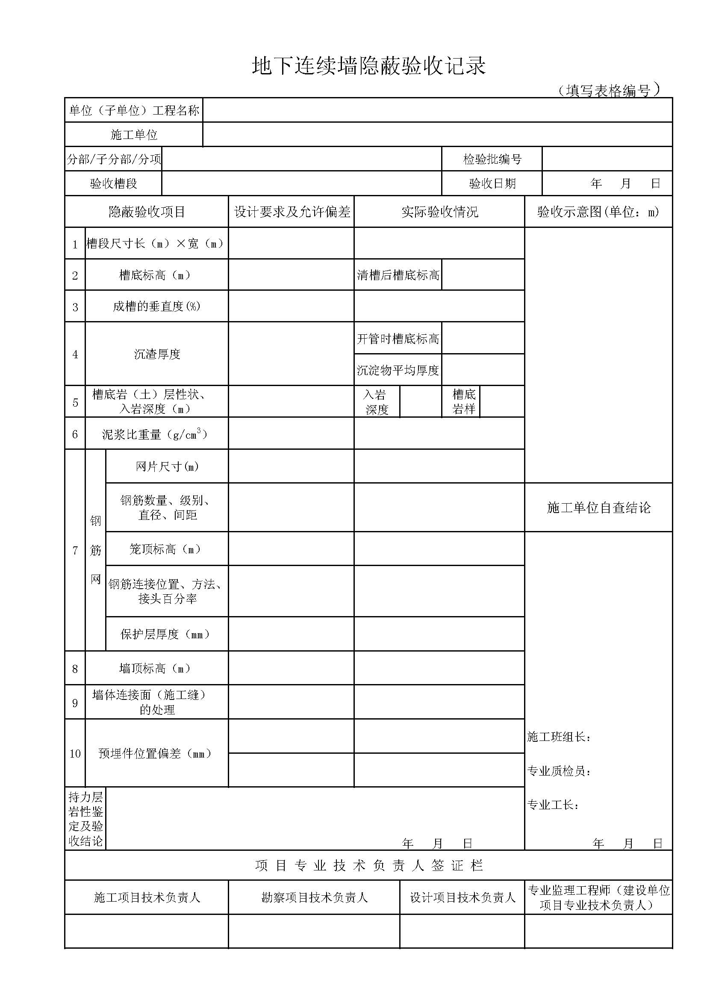 地下连续墙隐蔽验收记录
（填写表格编号）
单位（子单位）工程名称
施工单位
分部/子分部/分项
检验批编号
验收槽段
验收日期
年 月 日
隐蔽验收项目
设计要求及允许偏差
实际验收情况
验收示意图(单位：m)
1
槽段尺寸长（m）×宽（m）
2
槽底标高（m）
清槽后槽底标高
3
成槽的垂直度(%)
4
沉渣厚度
开管时槽底标高
沉淀物平均厚度
5
槽底岩（土）层性状、
入岩深度（m）
入岩
深度
槽底
岩样
6
泥浆比重量（g/cm³）
7
钢
筋
网
网片尺寸(m)
钢筋数量、级别、
直径、间距
笼顶标高（m）
钢筋连接位置、方法、
接头百分率
保护层厚度（mm）
施工单位自查结论
8
墙顶标高（m）
9
墙体连接面（施工缝）
的处理
10
预埋件位置偏差（mm）
施工班组长：
专业质检员：
专业工长：
年 月 日
持力层
岩性鉴
定及验
收结论
年 月 日
项目专业技术负责人签证栏
施工项目技术负责人
勘察项目技术负责人
设计项目技术负责人
专业监理工程师（建设单位
项目专业技术负责人）